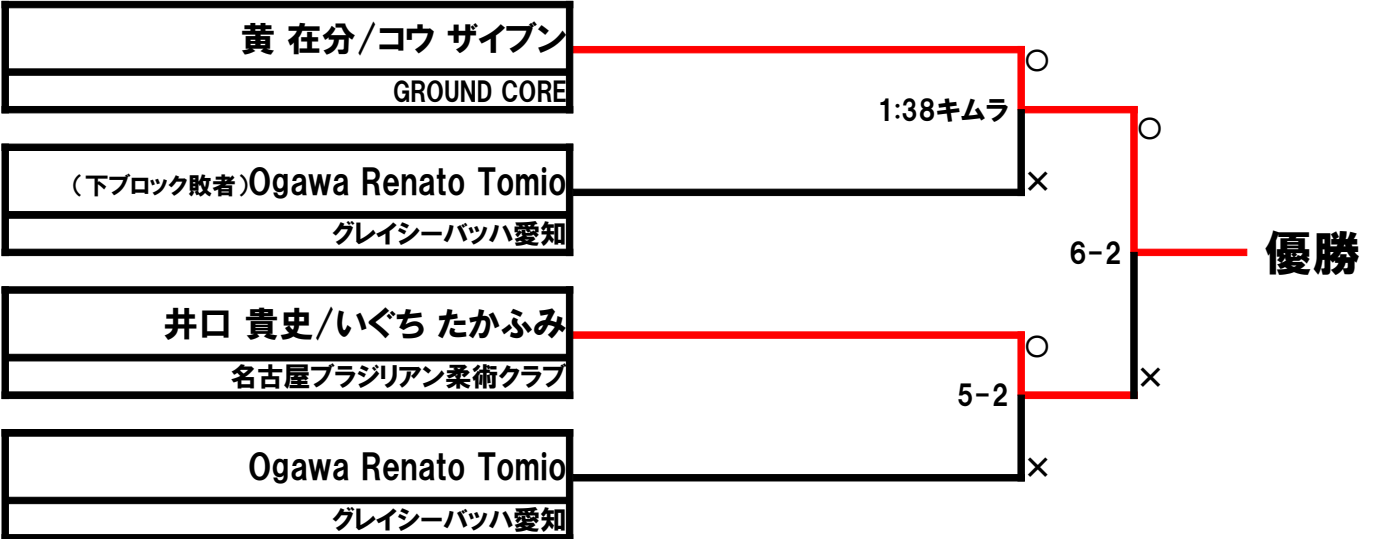 黄 在分/コウ ザイブン
GROUND CORE
○
1:38キムラ
○
(下ブロック敗者)Ogawa Renato Tomio
×
グレイシーバッハ愛知
6-2
優勝
井口 貴史/いぐち たかふみ
○
名古屋ブラジリアン柔術クラブ
×
5-2
Ogawa Renato Tomio
×
グレイシーバッハ愛知